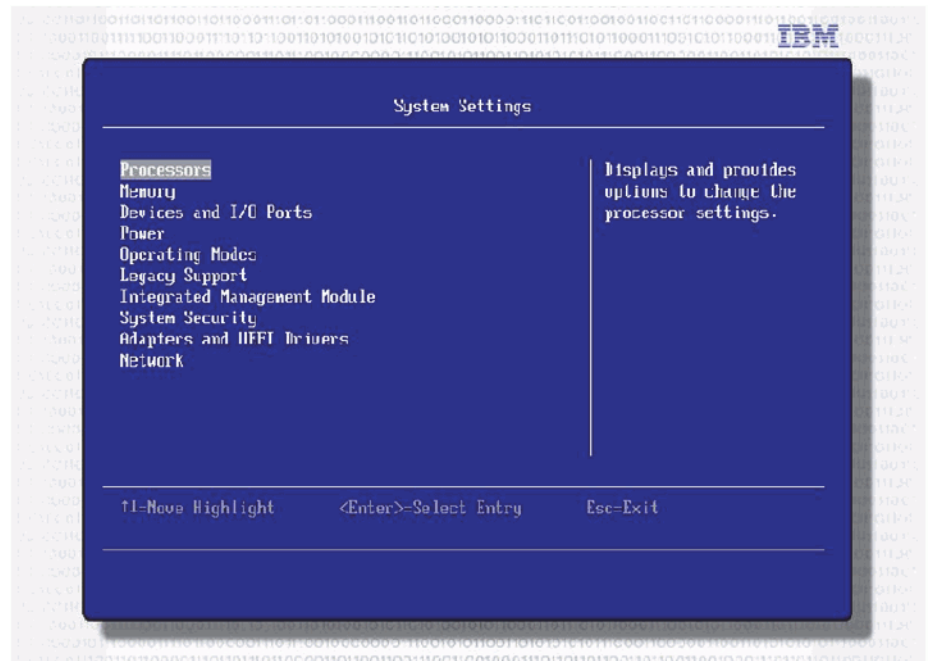 IBM
System Settings
Processors
Memory
Devices and I/O Ports
Power
Operating Modes
Legacy Support
Integrated Management Module
System Security
Adapters and UEFI Drivers
Network
Displays and provides
options to change the
processor settings.
↑↓=Move Highlight <Enter>=Select Entry Esc=Exit